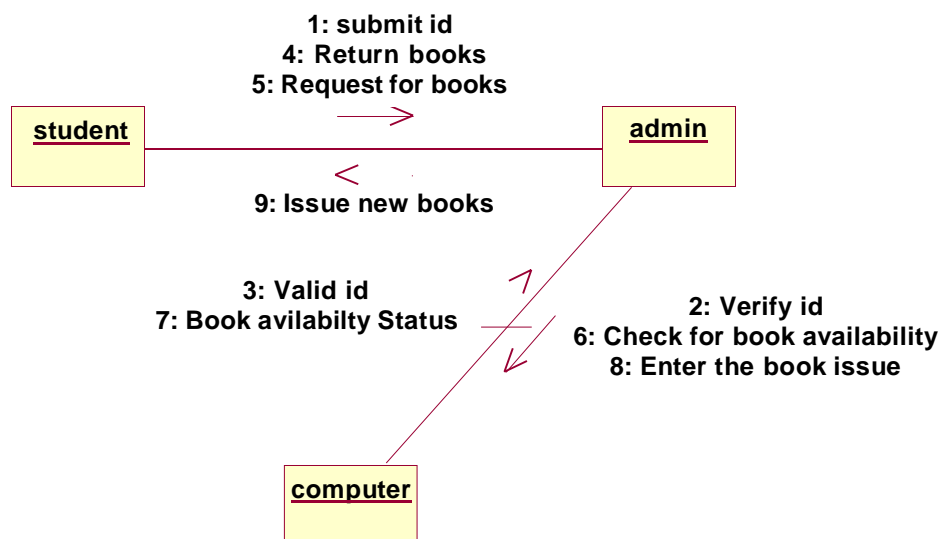 1: submit id
4: Return books
5: Request for books
student
admin
9: Issue new books
3: Valid id
7: Book avilabilty Status
2: Verify id
6: Check for book availability
8: Enter the book issue
computer